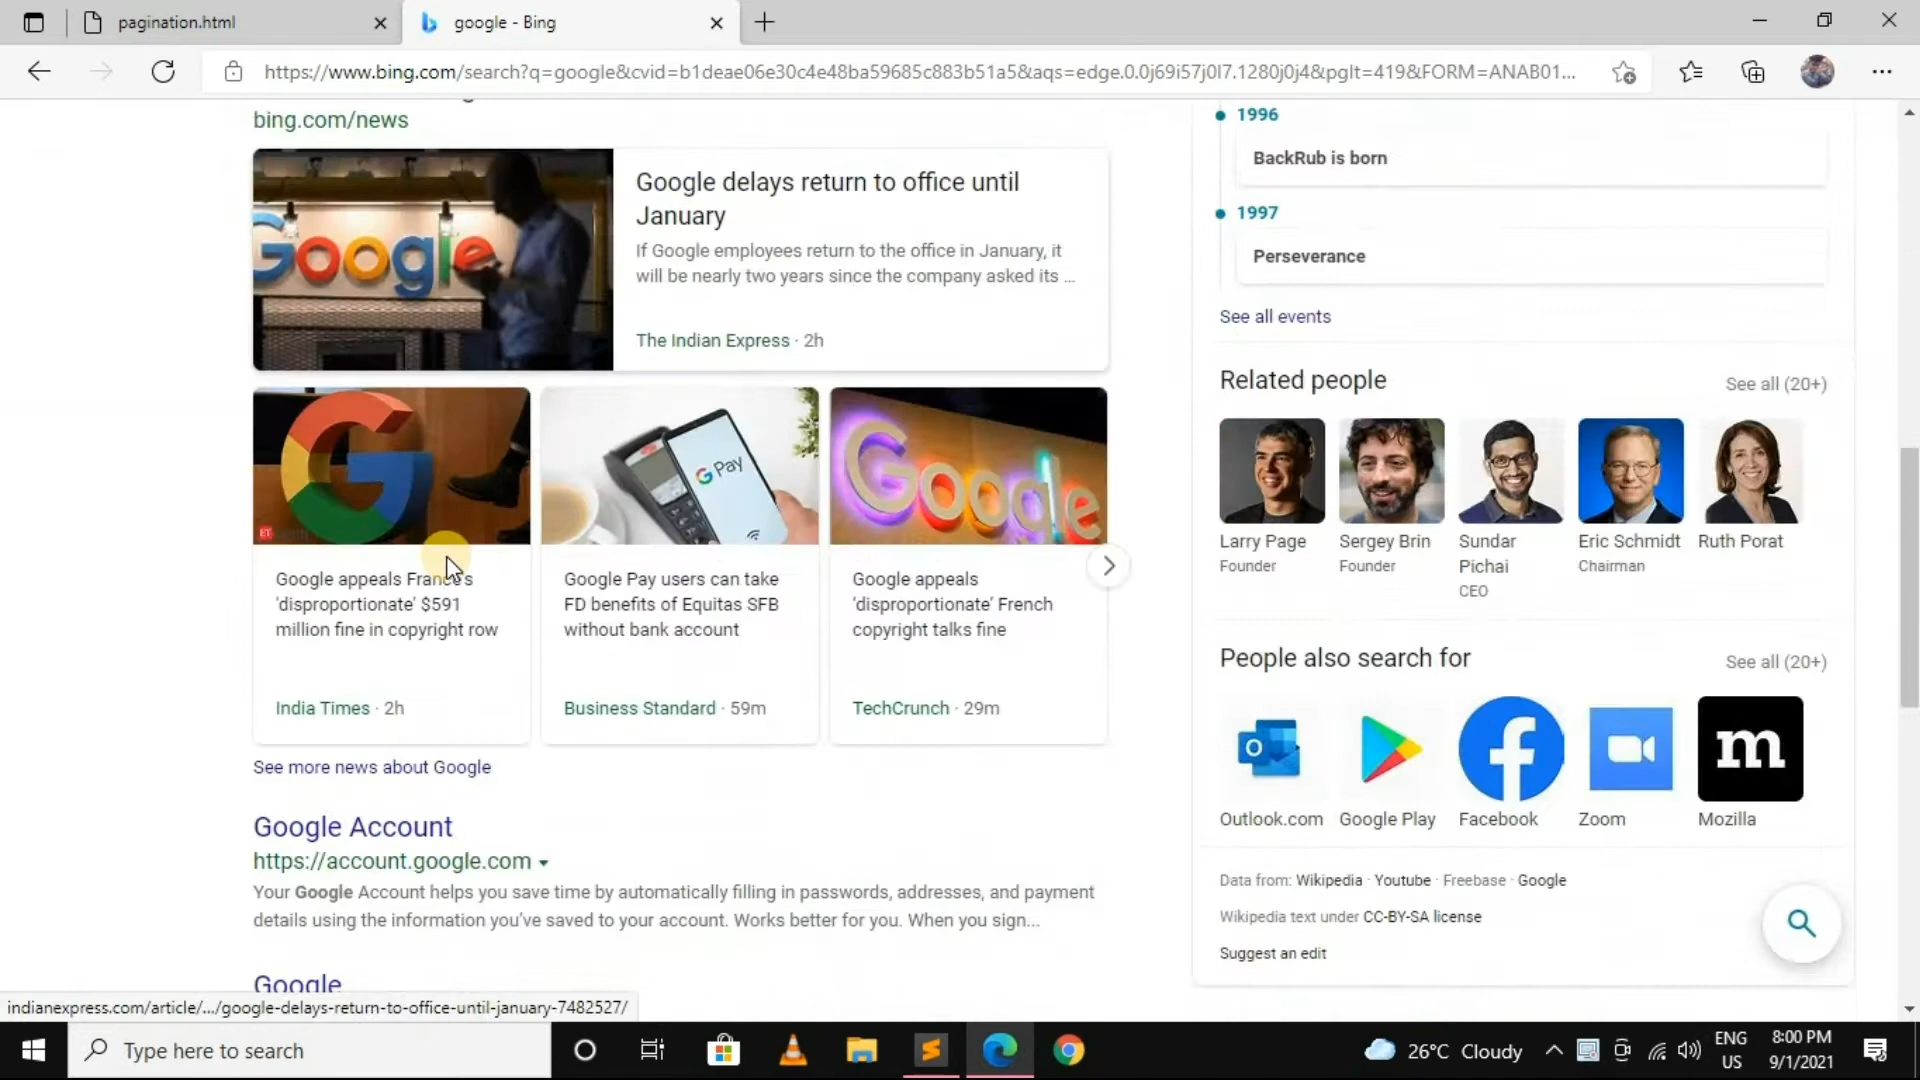 pagination.html
google - Bing
https://www.bing.com/search?q=google&cvid=b1deae06e30c4e48ba59685c883b51a5&aqs=edge.0.0j69i57j0l7.1280j0j4&pglt=419&FORM=ANAB01...
bing.com/news
Google
Google delays return to office until
January
If Google employees return to the office in January, it
will be nearly two years since the company asked its ...
The Indian Express · 2h
G
ET
Google appeals France's
'disproportionate' $591
million fine in copyright row
India Times · 2h
G Pay
Google Pay users can take
FD benefits of Equitas SFB
without bank account
Business Standard · 59m
Google
Google appeals
'disproportionate' French
copyright talks fine
TechCrunch · 29m
See more news about Google
Google Account
https://account.google.com
Your Google Account helps you save time by automatically filling in passwords, addresses, and payment
details using the information you've saved to your account. Works better for you. When you sign...
Google
indianexpress.com/article/.../google-delays-return-to-office-until-january-7482527/
1996
BackRub is born
1997
Perseverance
See all events
Related people
See all (20+)
Larry Page
Founder
Sergey Brin
Founder
Sundar
Pichai
CEO
Eric Schmidt
Chairman
Ruth Porat
People also search for
See all (20+)
m
Outlook.com
Google Play
Facebook
Zoom
Mozilla
Data from: Wikipedia · Youtube · Freebase · Google
Wikipedia text under CC-BY-SA license
Suggest an edit
Type here to search
26°C Cloudy
ENG
US
8:00 PM
9/1/2021